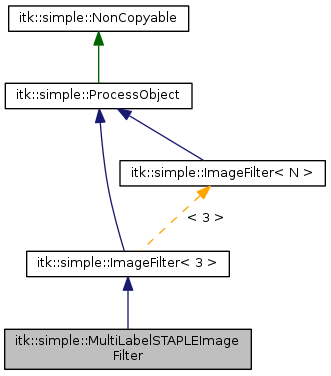 itk::simple::NonCopyable
itk::simple::ProcessObject
itk::simple::ImageFilter< N >
< 3 >
itk::simple::ImageFilter< 3 >
itk::simple::MultiLabelSTAPLEImage
Filter